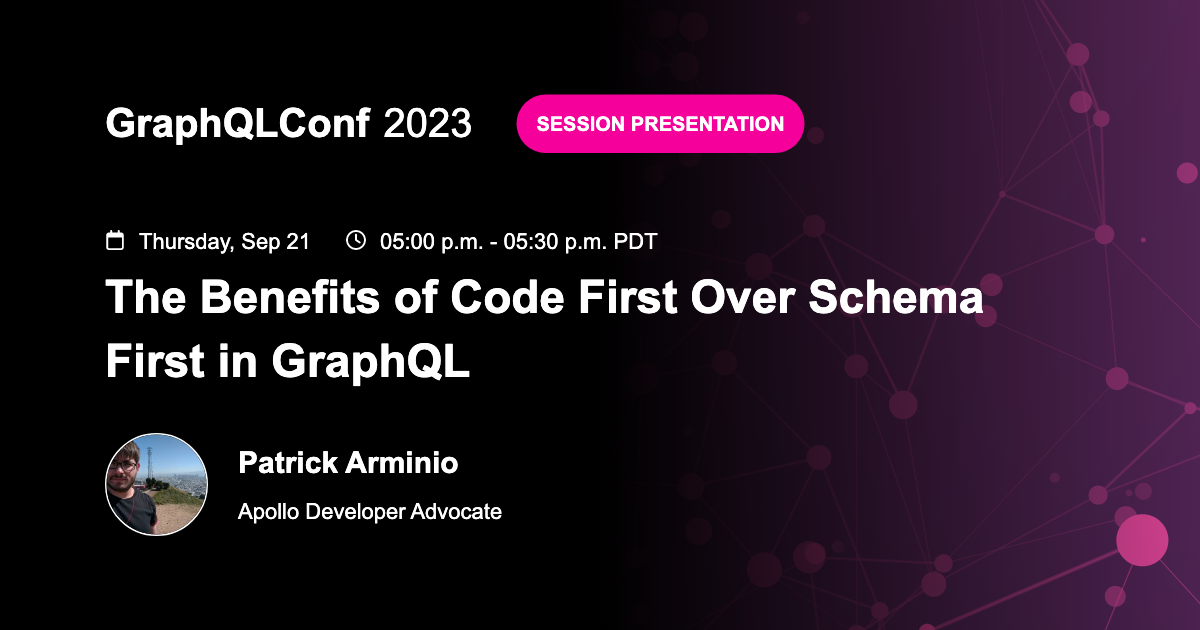 GraphQLConf 2023
SESSION PRESENTATION
Thursday, Sep 21
05:00 p.m. - 05:30 p.m. PDT
The Benefits of Code First Over Schema
First in GraphQL
Patrick Arminio
Apollo Developer Advocate